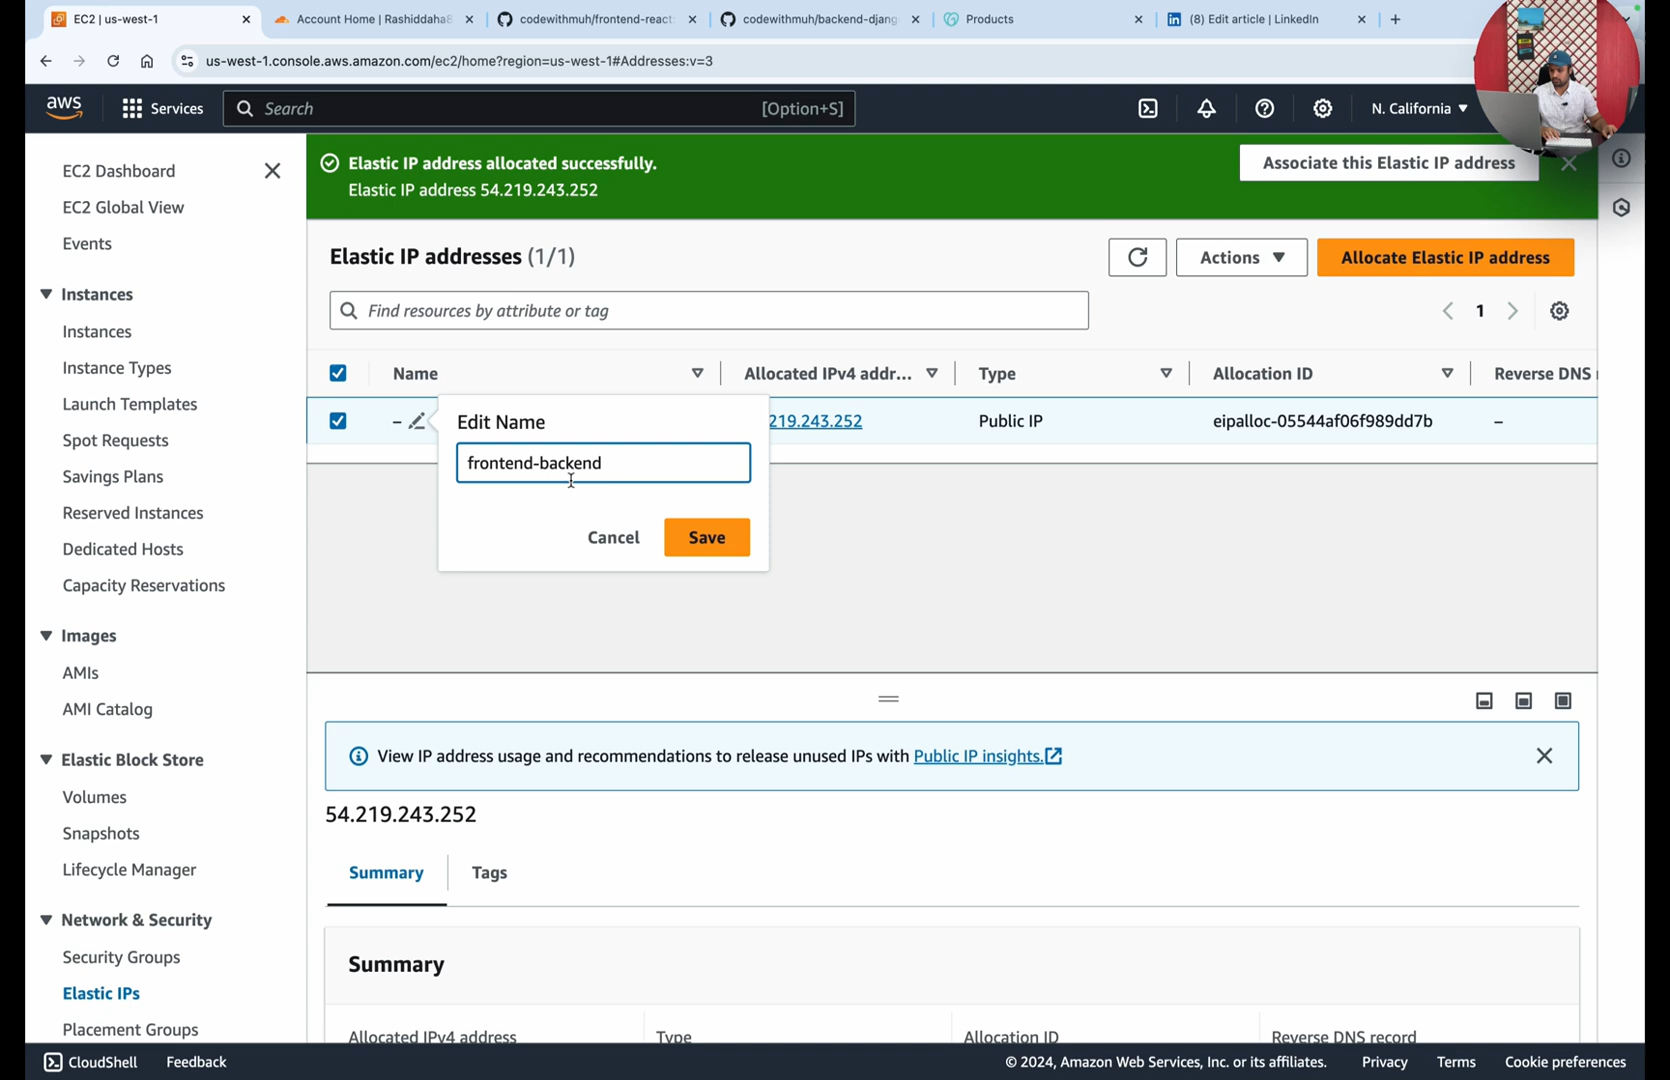 EC2 | us-west-1
Account Home | Rashiddaha8
codewithmuh/frontend-react
codewithmuh/backend-djang
Products
(8) Edit article | LinkedIn
us-west-1.console.aws.amazon.com/ec2/home?region=us-west-1#Addresses:v=3
aws
Services
Search
[Option+S]
N. California
EC2 Dashboard
EC2 Global View
Events
Instances
Instances
Instance Types
Launch Templates
Spot Requests
Savings Plans
Reserved Instances
Dedicated Hosts
Capacity Reservations
Images
AMIs
AMI Catalog
Elastic Block Store
Volumes
Snapshots
Lifecycle Manager
Network & Security
Security Groups
Elastic IPs
Placement Groups
Elastic IP address allocated successfully.
Elastic IP address 54.219.243.252
Associate this Elastic IP address
Elastic IP addresses (1/1)
Actions
Allocate Elastic IP address
Find resources by attribute or tag
1
Name
Allocated IPv4 addr...
Type
Allocation ID
Reverse DNS
–
219.243.252
Public IP
eipalloc-05544af06f989dd7b
–
Edit Name
frontend-backend
Cancel
Save
View IP address usage and recommendations to release unused IPs with Public IP insights.
54.219.243.252
Summary
Tags
Summary
Allocated IPv4 address
Type
Allocation ID
Reverse DNS record
CloudShell
Feedback
© 2024, Amazon Web Services, Inc. or its affiliates.
Privacy
Terms
Cookie preferences